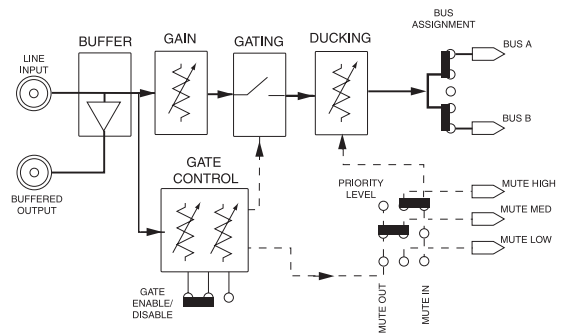 BUS
ASSIGNMENT
BUFFER
GAIN
GATING
DUCKING
LINE
INPUT
BUS A
BUS B
BUFFERED
OUTPUT
GATE
CONTROL
PRIORITY
LEVEL
MUTE HIGH
MUTE MED
MUTE LOW
GATE
ENABLE/
DISABLE
MUTE OUT
MUTE IN